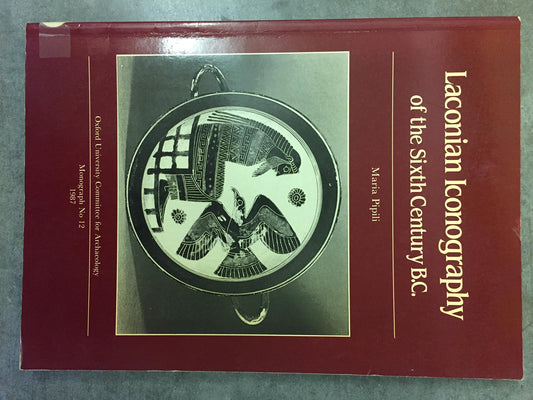 Laconian Iconography
of the Sixth Century B.C.
Maria Pipili
Oxford University Committee for Archaeology
Monograph No 12
1987